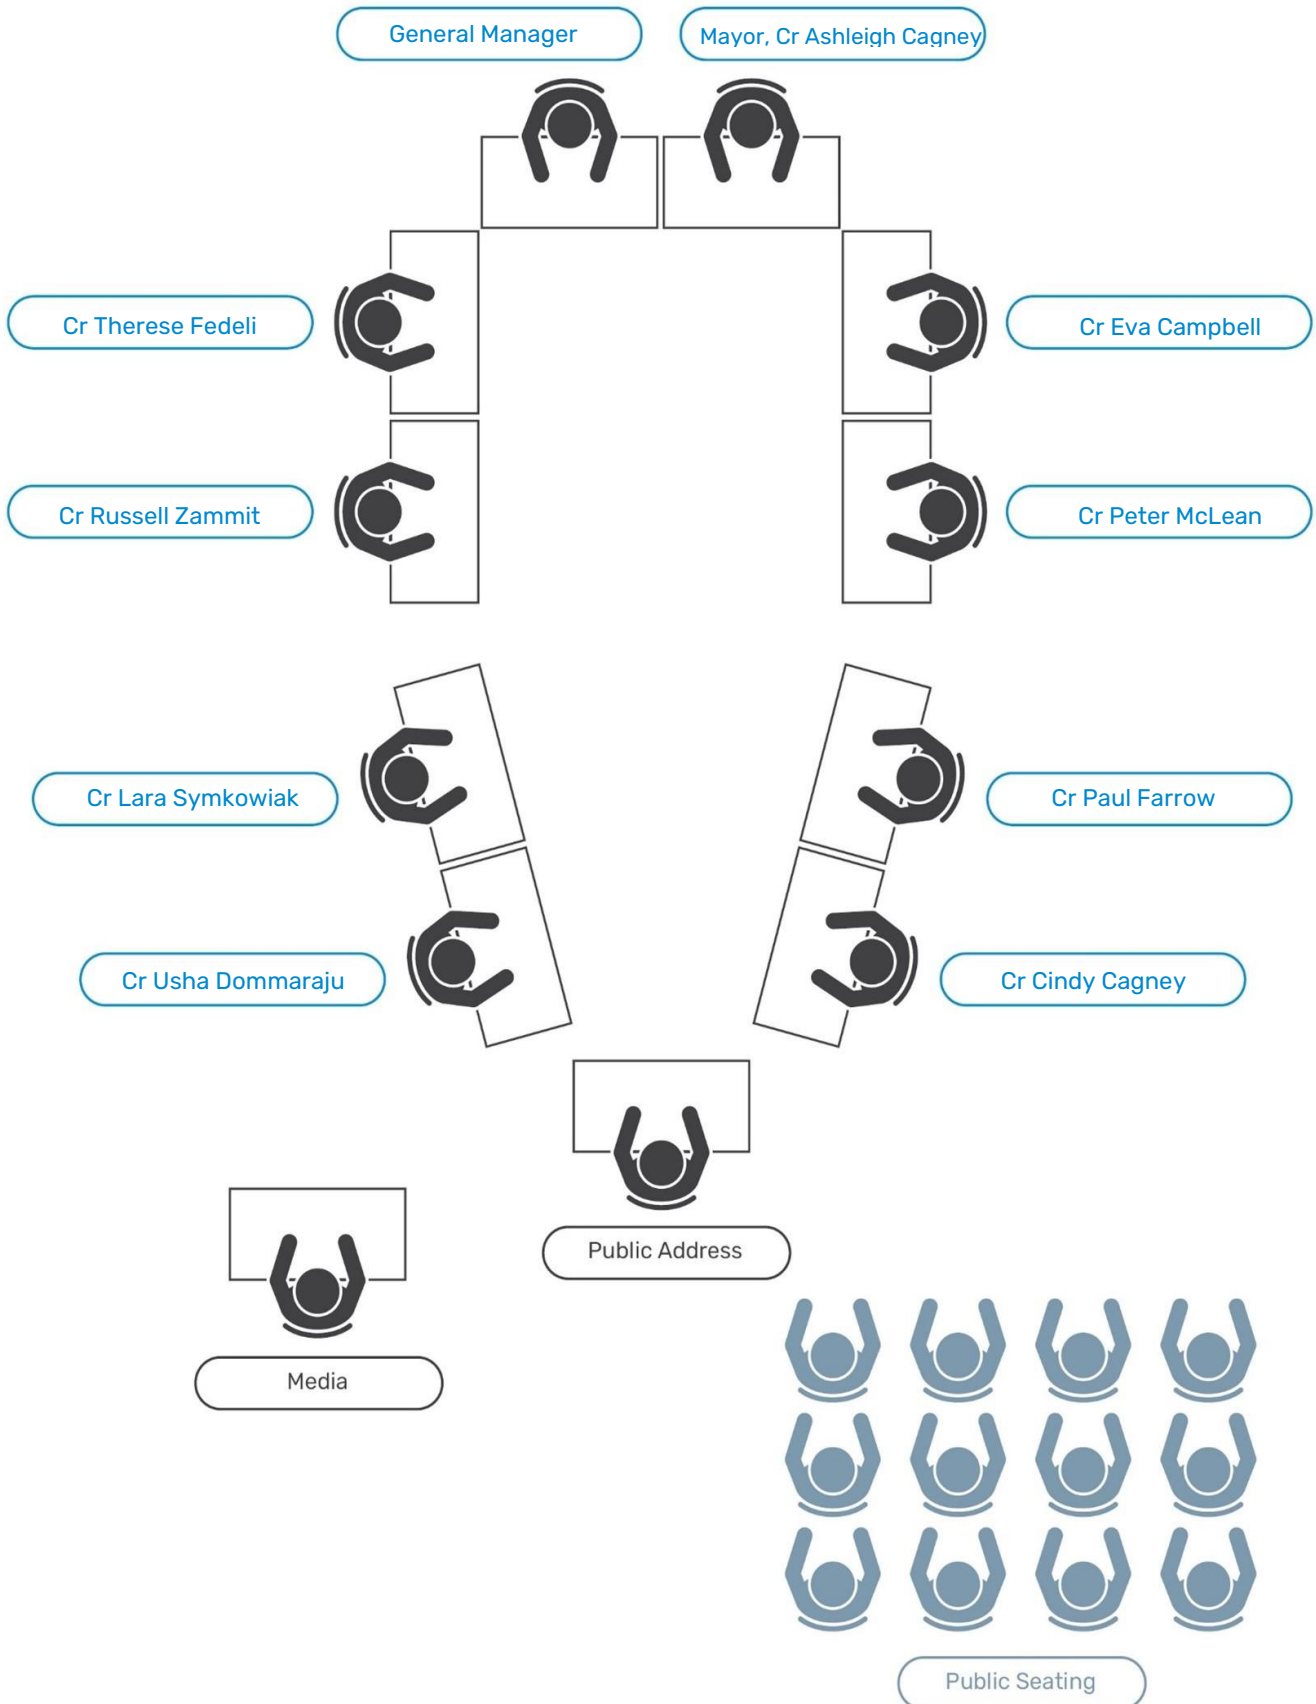 General Manager
Mayor, Cr Ashleigh Cagney
Cr Therese Fedeli
Cr Eva Campbell
Cr Russell Zammit
Cr Peter McLean
Cr Lara Symkowiak
Cr Paul Farrow
Cr Usha Dommaraju
Cr Cindy Cagney
Public Address
Media
Public Seating